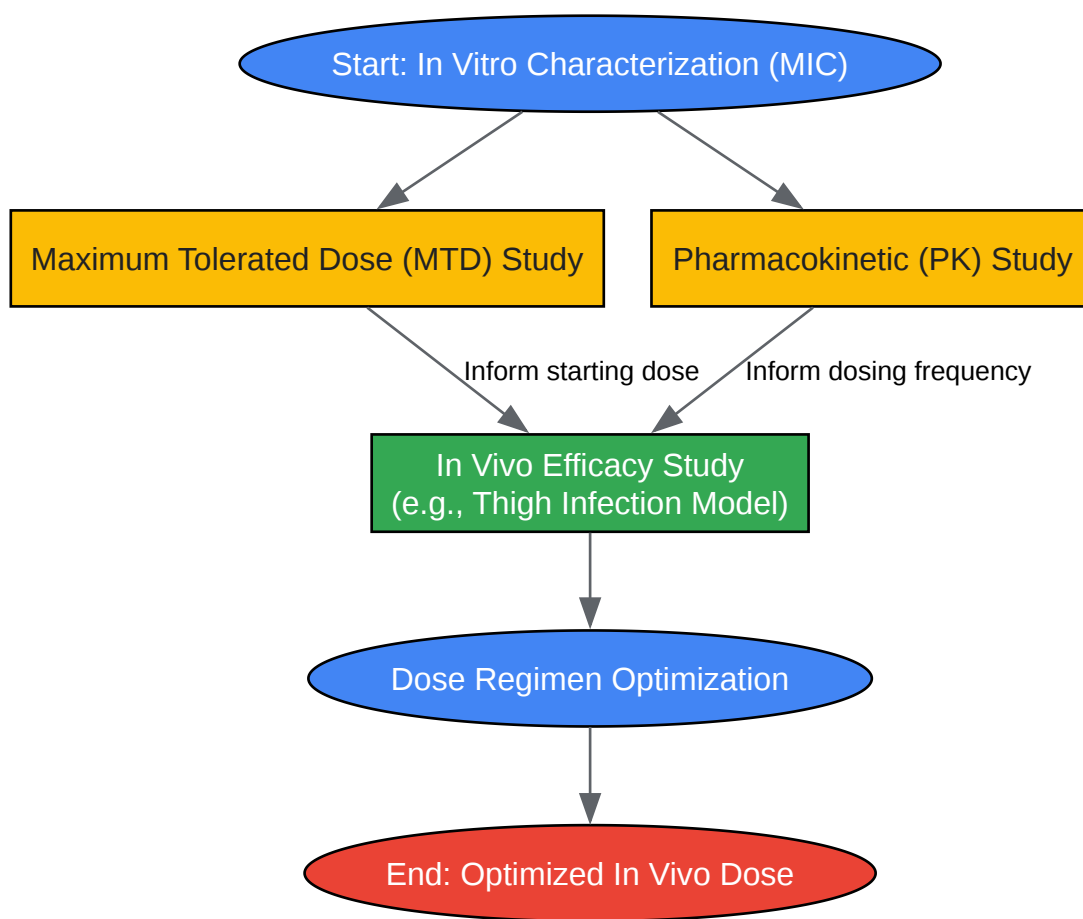 Start: In Vitro Characterization (MIC)
Maximum Tolerated Dose (MTD) Study
Pharmacokinetic (PK) Study
Inform starting dose
Inform dosing frequency
In Vivo Efficacy Study
(e.g., Thigh Infection Model)
Dose Regimen Optimization
End: Optimized In Vivo Dose